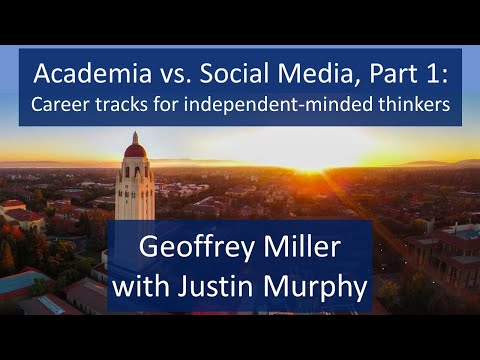 Academia vs. Social Media, Part 1:
Career tracks for independent-minded thinkers
Geoffrey Miller
with Justin Murphy